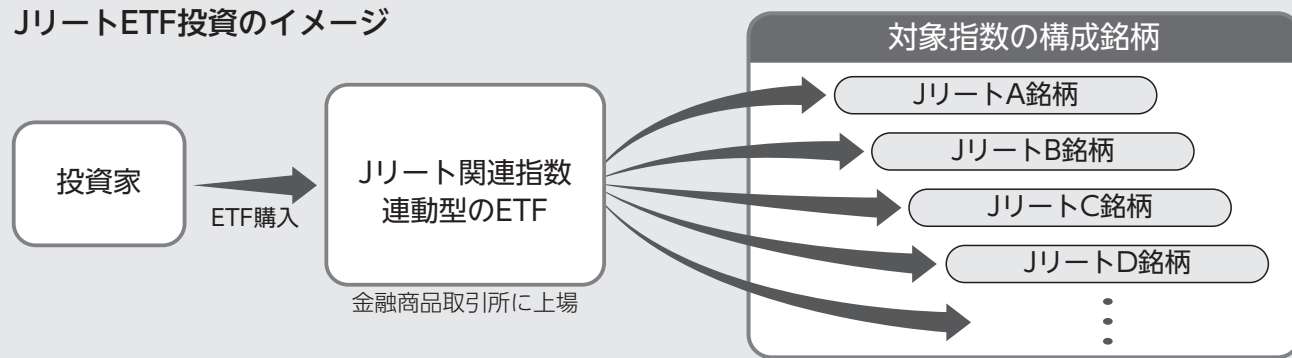 JリートETF投資のイメージ
投資家
ETF購入
Jリート関連指数
連動型のETF
金融商品取引所に上場
対象指数の構成銘柄
JリートA銘柄
JリートB銘柄
JリートC銘柄
JリートD銘柄